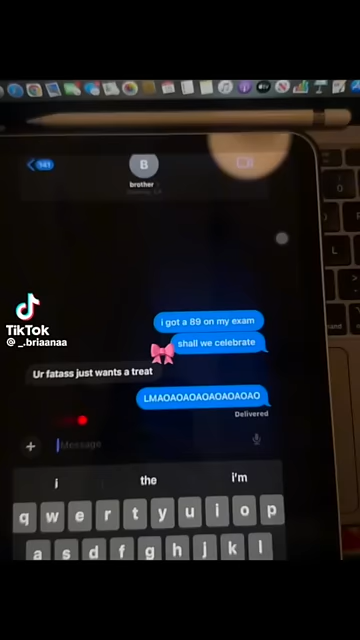 141
B
brother
i got a 89 on my exam
shall we celebrate
Ur fatass just wants a treat
LMAOAOAOAOAOAOAOAO
Delivered
Message
i the i'm
q w e r t y u i o p
a s d f g h j k l
TikTok
@ _.briaanaa